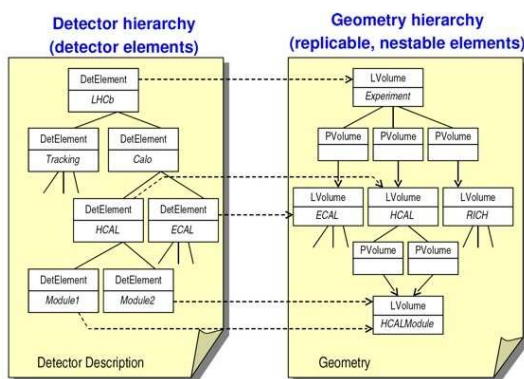 Detector hierarchy
(detector elements)
DetElement
LHCb
DetElement
Tracking
DetElement
Calo
DetElement
HCAL
DetElement
ECAL
DetElement
Module1
DetElement
Module2
Detector Description
Geometry hierarchy
(replicable, nestable elements)
LVolume
Experiment
PVolume
PVolume
PVolume
LVolume
ECAL
LVolume
HCAL
LVolume
RICH
PVolume
PVolume
LVolume
HCALModule
Geometry